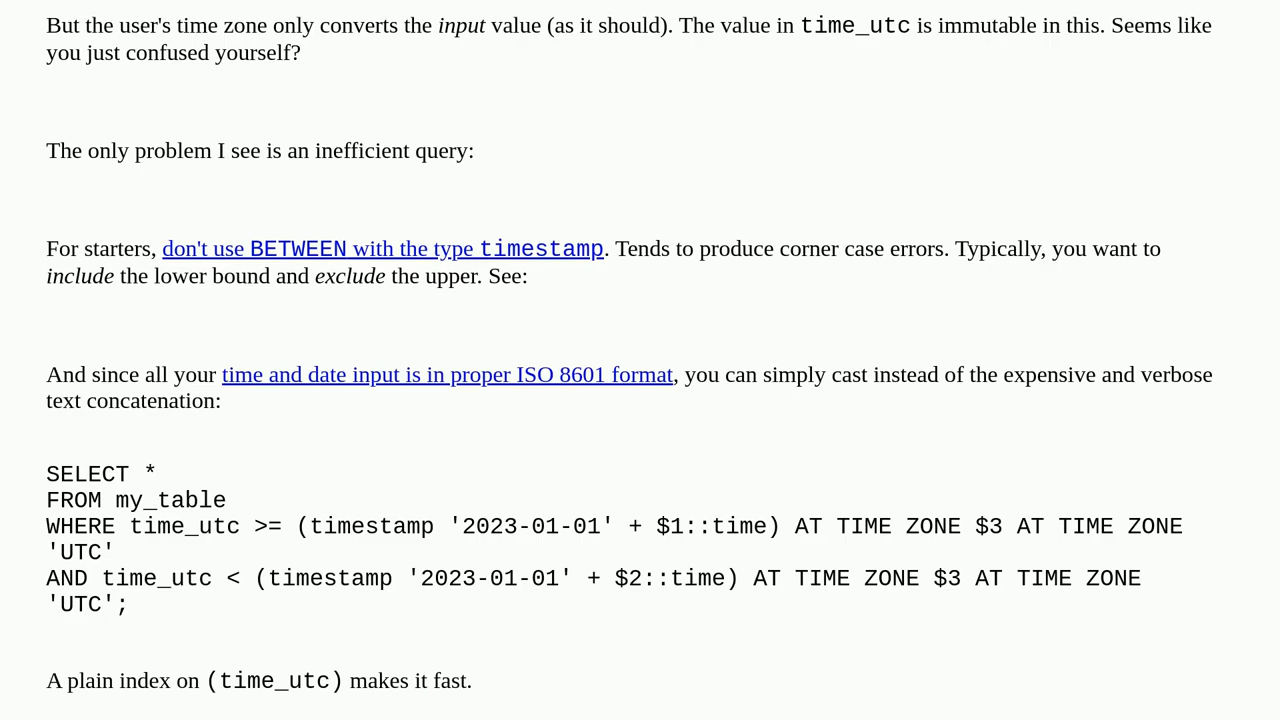 But the user's time zone only converts the input value (as it should). The value in time_utc is immutable in this. Seems like
you just confused yourself?
The only problem I see is an inefficient query:
For starters, don't use BETWEEN with the type timestamp. Tends to produce corner case errors. Typically, you want to
include the lower bound and exclude the upper. See:
And since all your time and date input is in proper ISO 8601 format, you can simply cast instead of the expensive and verbose
text concatenation:
SELECT *
FROM my_table
WHERE time_utc >= (timestamp '2023-01-01' + $1::time) AT TIME ZONE $3 AT TIME ZONE
'UTC'
AND time_utc < (timestamp '2023-01-01' + $2::time) AT TIME ZONE $3 AT TIME ZONE
'UTC';
A plain index on (time_utc) makes it fast.